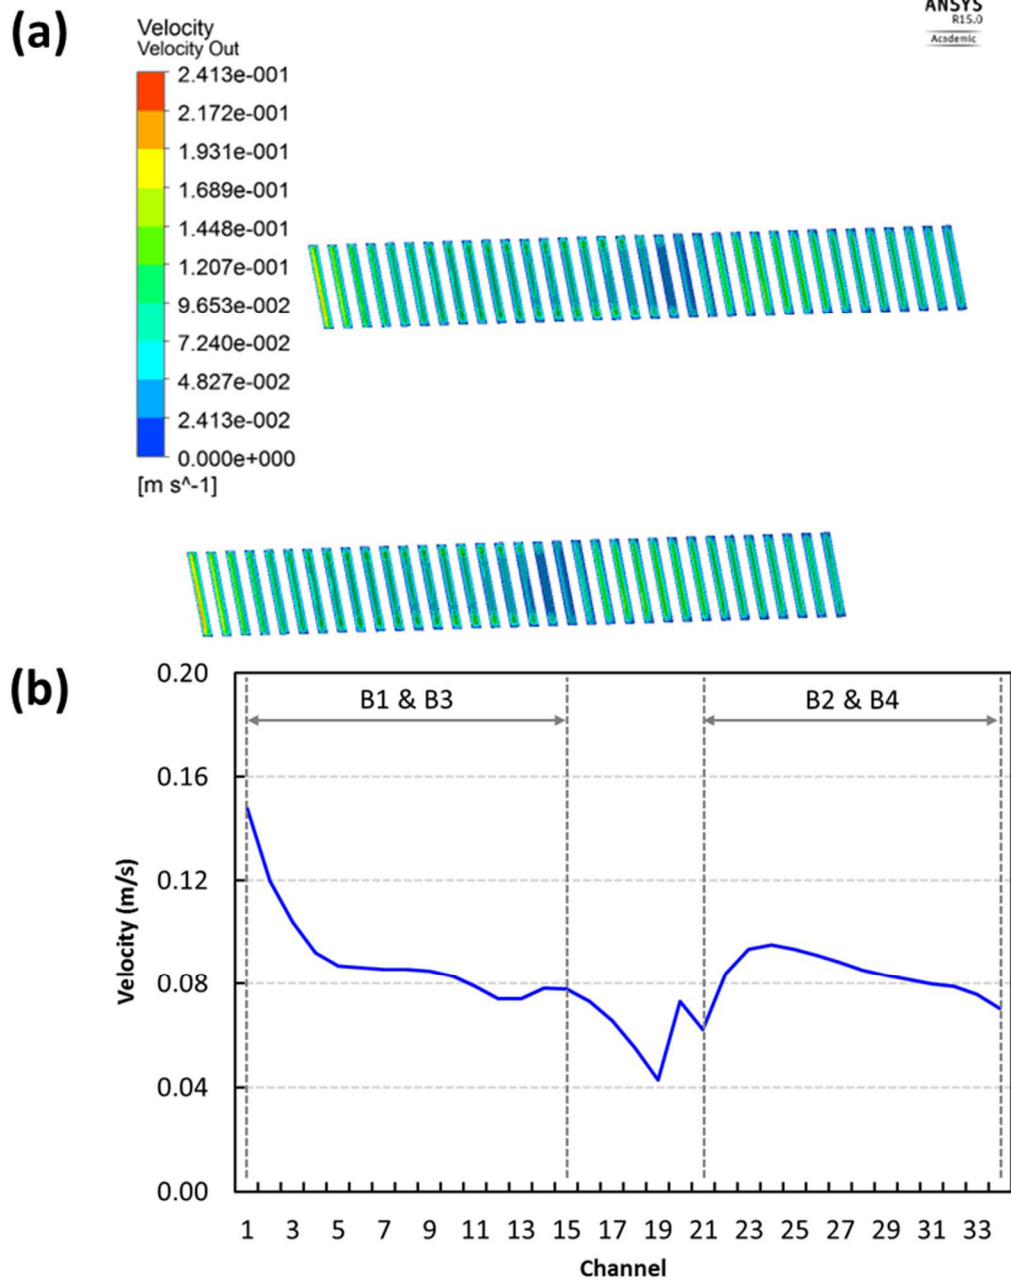 (a)
ANSYS
R15.0
Academic
Velocity
Velocity Out
2.413e-001
2.172e-001
1.931e-001
1.689e-001
1.448e-001
1.207e-001
9.653e-002
7.240e-002
4.827e-002
2.413e-002
0.000e+000
[m s^-1]
(b)
0.20
0.16
0.12
0.08
0.04
0.00
Velocity (m/s)
B1 & B3
B2 & B4
1 3 5 7 9 11 13 15 17 19 21 23 25 27 29 31 33
Channel